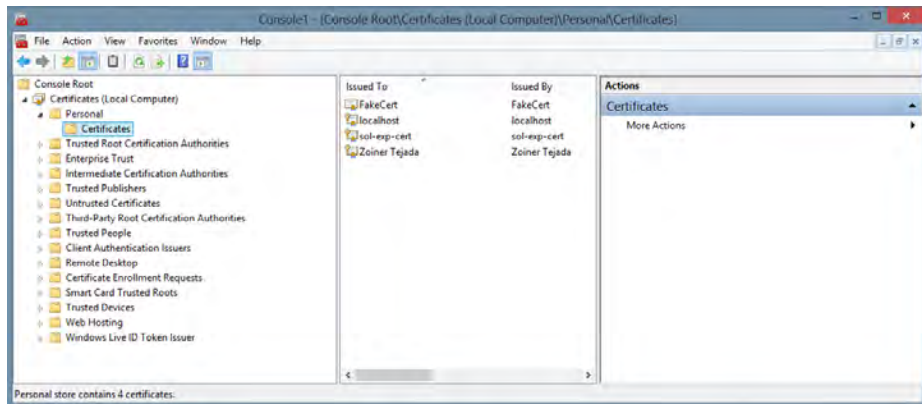 Console1 - [Console Root\Certificates (Local Computer)\Personal\Certificates]
File Action View Favorites Window Help
Console Root
Certificates (Local Computer)
Personal
Certificates
Trusted Root Certification Authorities
Enterprise Trust
Intermediate Certification Authorities
Trusted Publishers
Untrusted Certificates
Third-Party Root Certification Authorities
Trusted People
Client Authentication Issuers
Remote Desktop
Certificate Enrollment Requests
Smart Card Trusted Roots
Trusted Devices
Web Hosting
Windows Live ID Token Issuer
Issued To Issued By
FakeCert FakeCert
localhost localhost
sol-exp-cert sol-exp-cert
Zoiner Tejada Zoiner Tejada
Actions
Certificates
More Actions
Personal store contains 4 certificates.